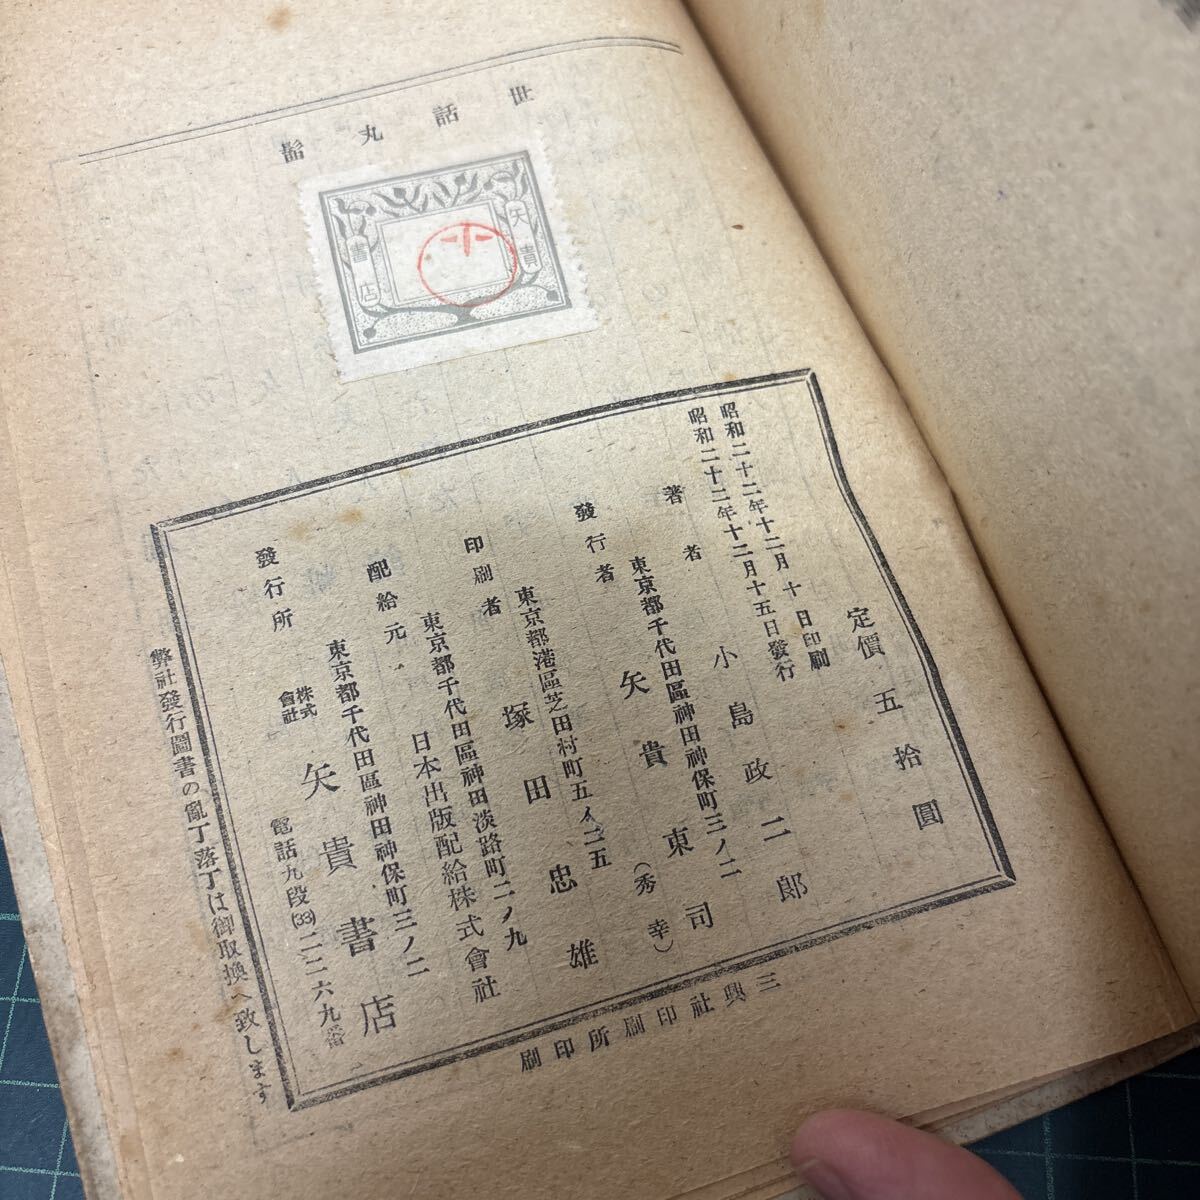 世話丸髷
矢貴
書店
小
定價 五拾圓
昭和二十二年十二月十日印刷
昭和二十二年十二月十五日發行
著者 小島政二郎
東京都千代田區神田神保町三ノ二
發行者 矢貴東司(秀幸)
東京都港區芝田村町五ノ二五
印刷者 塚田忠雄
東京都千代田區神田淡路町二ノ九
配給元 日本出版配給株式會社
東京都千代田區神田神保町三ノ二
發行所 株式會社 矢貴書店
電話九段(33)二二六九番
弊社發行圖書の亂丁落丁は御取換へ致します
三興社印刷所印刷